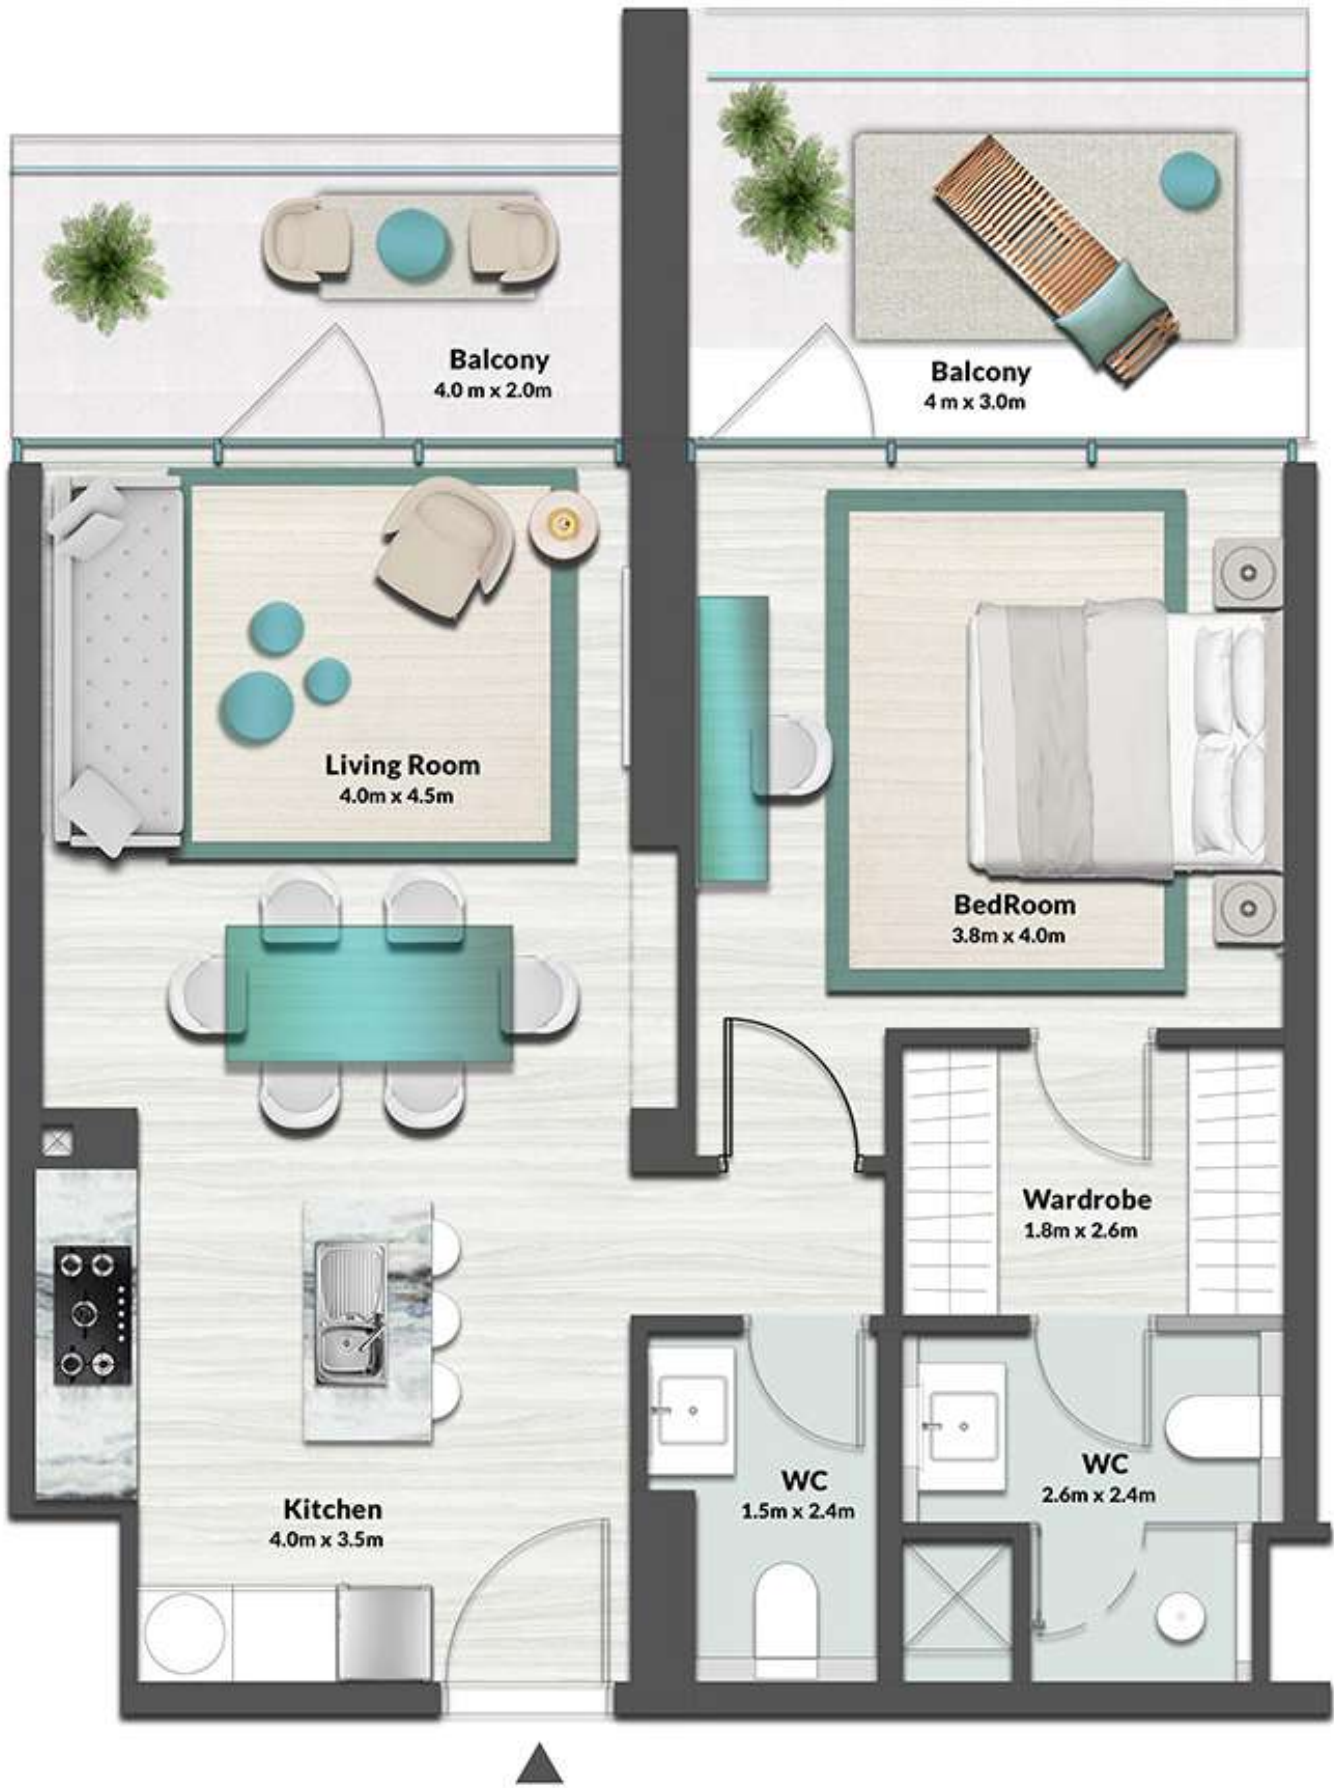 Balcony
4.0 m x 2.0m
Balcony
4 m x 3.0m
Living Room
4.0m x 4.5m
BedRoom
3.8m x 4.0m
Wardrobe
1.8m x 2.6m
WC
1.5m x 2.4m
WC
2.6m x 2.4m
Kitchen
4.0m x 3.5m